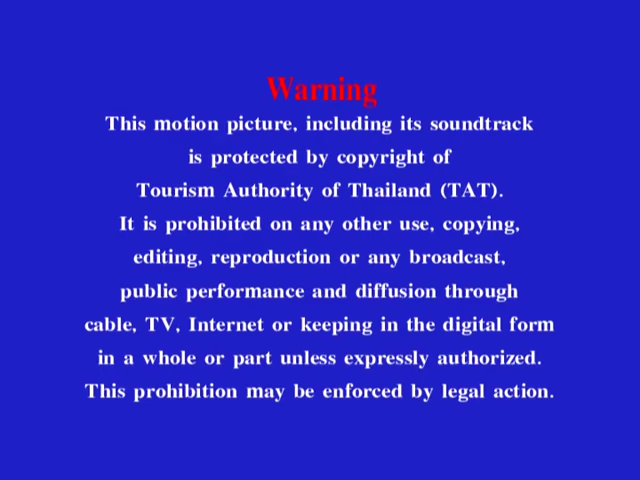 Warning
This motion picture, including its soundtrack
is protected by copyright of
Tourism Authority of Thailand (TAT).
It is prohibited on any other use, copying,
editing, reproduction or any broadcast,
public performance and diffusion through
cable, TV, Internet or keeping in the digital form
in a whole or part unless expressly authorized.
This prohibition may be enforced by legal action.